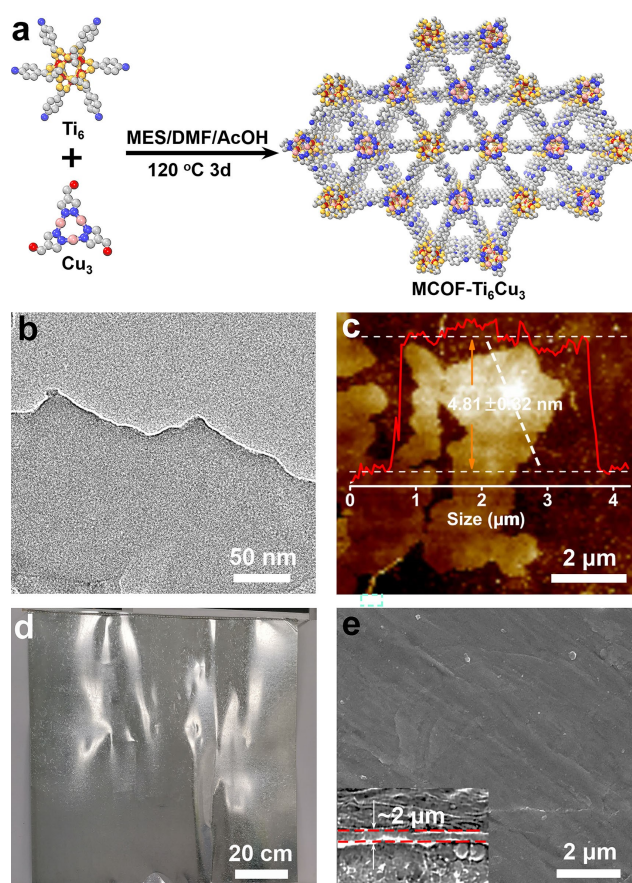 a
Ti6
+
Cu3
MES/DMF/AcOH
120 °C 3d
MCOF-Ti6Cu3
b
50 nm
c
4.81±0.32 nm
0 1 2 3 4
Size (μm)
2 μm
d
20 cm
e
~2 μm
2 μm